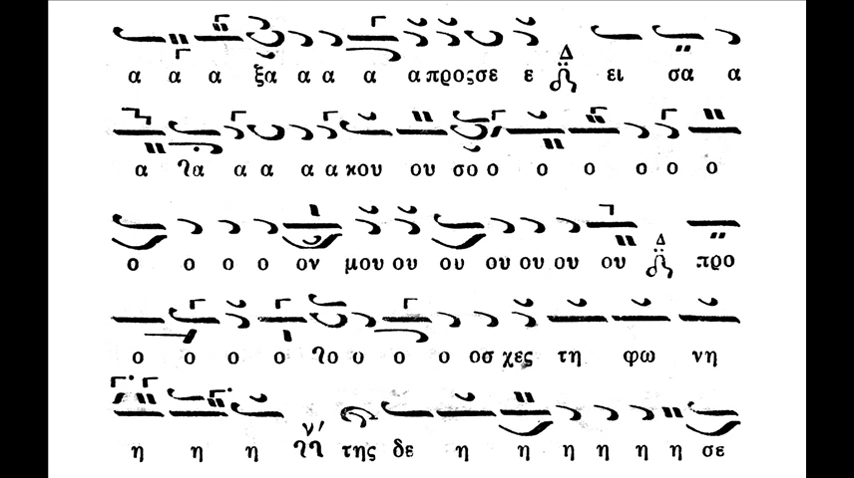 α α α ξα α α α α προςσε ε Δ ει σα α
α γα α α α α κου ου σο ο ο ο ο ο ο
ο ο ο ο ον μου ου ου ου ου ου ου Δ προ
ο ο ο ο γο υ ο ο οσ χες τη φω νη
η η η της δε η η η η η η σε